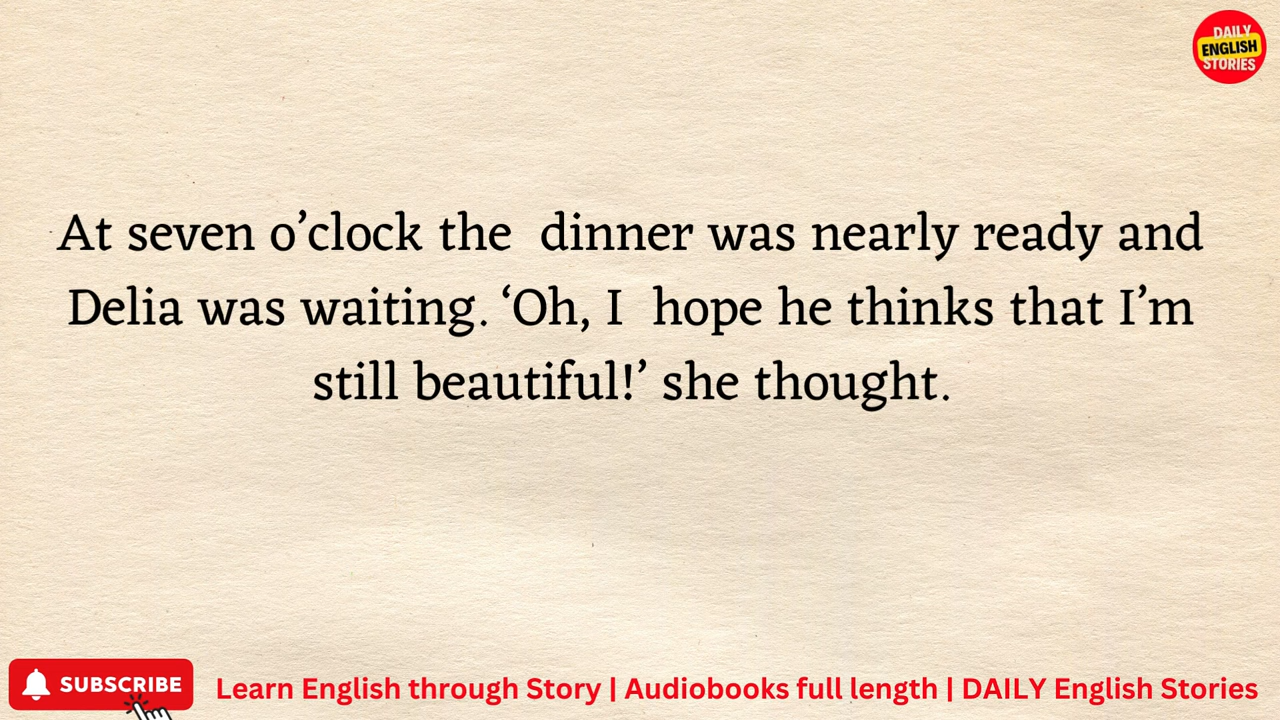 DAILY
ENGLISH
STORIES
At seven o’clock the  dinner was nearly ready and
Delia was waiting. ‘Oh, I  hope he thinks that I’m
still beautiful!’ she thought.
SUBSCRIBE
Learn English through Story | Audiobooks full length | DAILY English Stories